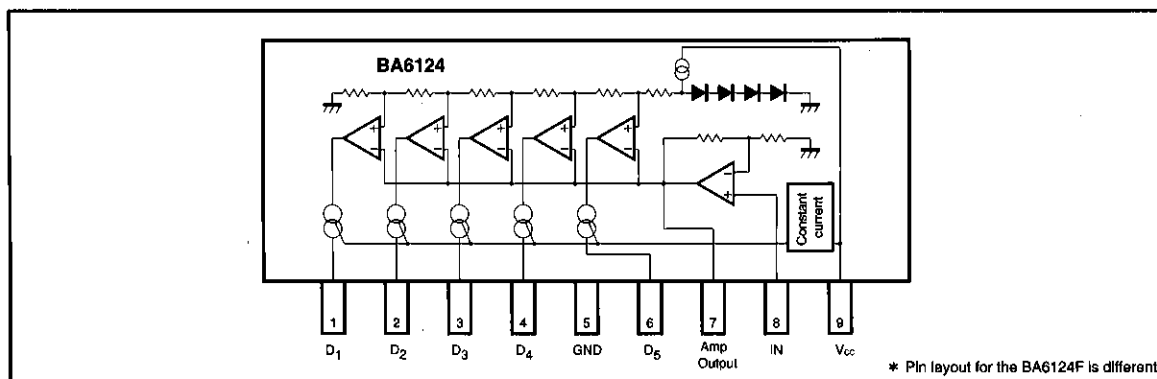 BA6124
+ + + + +
− − − − −
−
+
Constant
current
1 2 3 4 5 6 7 8 9
D1 D2 D3 D4 GND D5 Amp Output IN Vcc
* Pin layout for the BA6124F is different